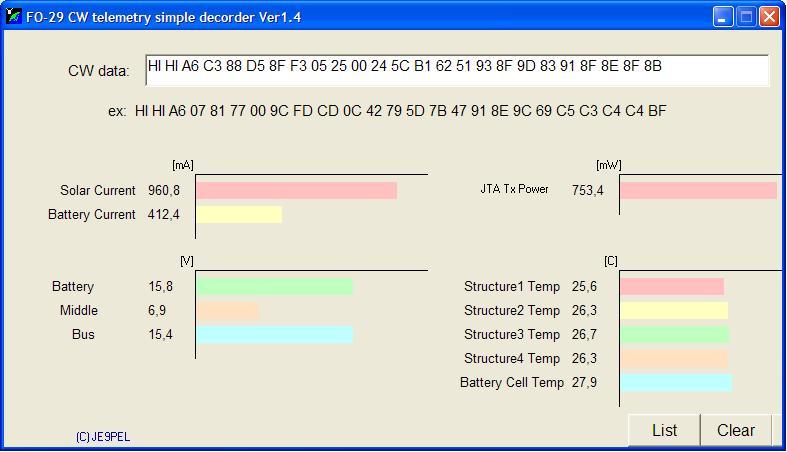 FO-29 CW telemetry simple decorder Ver1.4
CW data: HI HI A6 C3 88 D5 8F F3 05 25 00 24 5C B1 62 51 93 8F 9D 83 91 8F 8E 8F 8B
ex: HI HI A6 07 81 77 00 9C FD CD 0C 42 79 5D 7B 47 91 8E 9C 69 C5 C3 C4 C4 BF
[mA]
Solar Current 960,8
Battery Current 412,4
[mW]
JTA Tx Power 753,4
[V]
Battery 15,8
Middle 6,9
Bus 15,4
[C]
Structure1 Temp 25,6
Structure2 Temp 26,3
Structure3 Temp 26,7
Structure4 Temp 26,3
Battery Cell Temp 27,9
List Clear
(C)JE9PEL